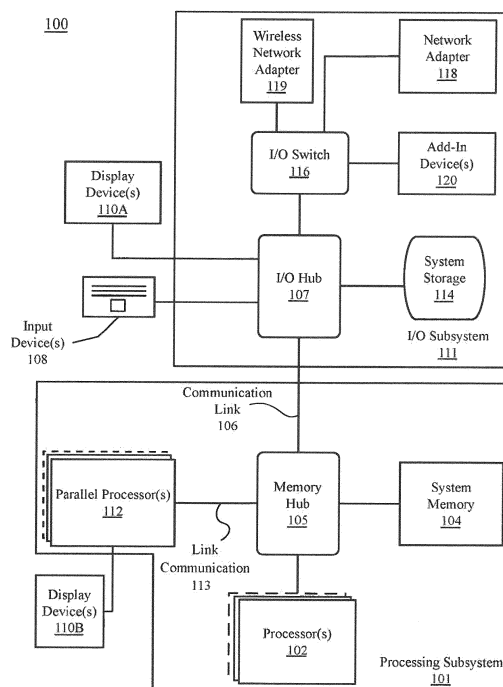 100
Wireless
Network
Adapter
119
Network
Adapter
118
I/O Switch
116
Add-In
Device(s)
120
Display
Device(s)
110A
I/O Hub
107
System
Storage
114
Input
Device(s)
108
I/O Subsystem
111
Communication
Link
106
Parallel Processor(s)
112
Memory
Hub
105
System
Memory
104
Link
Communication
113
Display
Device(s)
110B
Processor(s)
102
Processing Subsystem
101